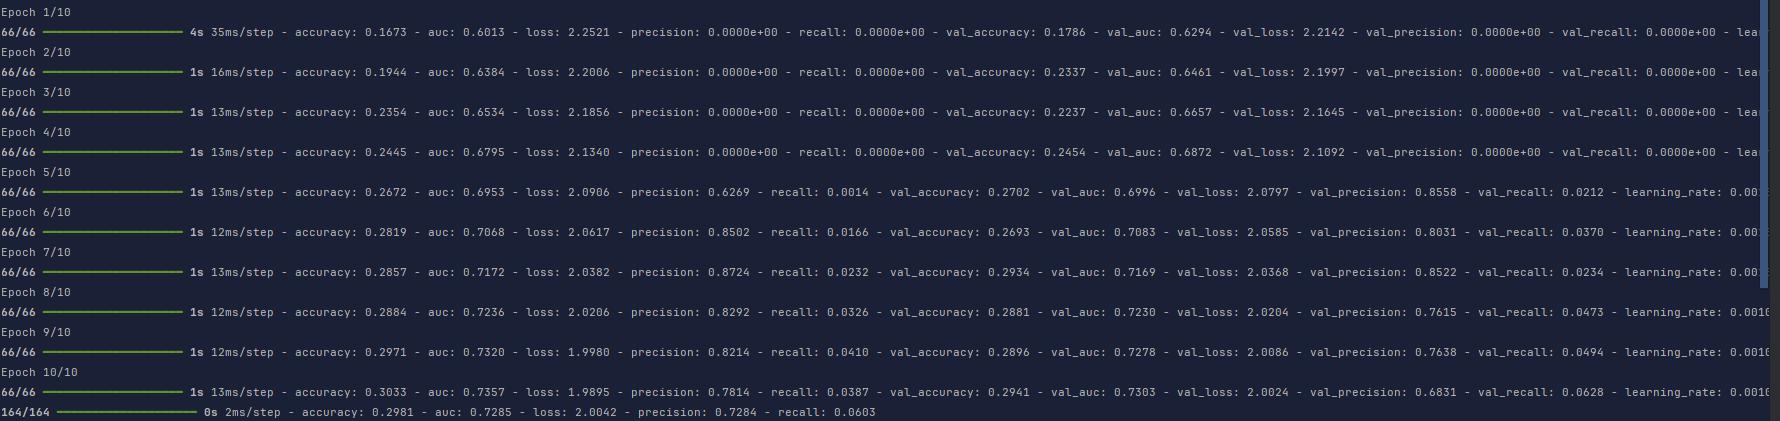 Epoch 1/10
66/66 ━━━━━━━━━━━━━━━━━━━━ 4s 35ms/step - accuracy: 0.1673 - auc: 0.6013 - loss: 2.2521 - precision: 0.0000e+00 - recall: 0.0000e+00 - val_accuracy: 0.1786 - val_auc: 0.6294 - val_loss: 2.2142 - val_precision: 0.0000e+00 - val_recall: 0.0000e+00 -
Epoch 2/10
66/66 ━━━━━━━━━━━━━━━━━━━━ 1s 16ms/step - accuracy: 0.1944 - auc: 0.6384 - loss: 2.2006 - precision: 0.0000e+00 - recall: 0.0000e+00 - val_accuracy: 0.2337 - val_auc: 0.6461 - val_loss: 2.1997 - val_precision: 0.0000e+00 - val_recall: 0.0000e+00 -
Epoch 3/10
66/66 ━━━━━━━━━━━━━━━━━━━━ 1s 13ms/step - accuracy: 0.2354 - auc: 0.6534 - loss: 2.1856 - precision: 0.0000e+00 - recall: 0.0000e+00 - val_accuracy: 0.2237 - val_auc: 0.6657 - val_loss: 2.1645 - val_precision: 0.0000e+00 - val_recall: 0.0000e+00 -
Epoch 4/10
66/66 ━━━━━━━━━━━━━━━━━━━━ 1s 13ms/step - accuracy: 0.2445 - auc: 0.6795 - loss: 2.1340 - precision: 0.0000e+00 - recall: 0.0000e+00 - val_accuracy: 0.2454 - val_auc: 0.6872 - val_loss: 2.1092 - val_precision: 0.0000e+00 - val_recall: 0.0000e+00 -
Epoch 5/10
66/66 ━━━━━━━━━━━━━━━━━━━━ 1s 13ms/step - accuracy: 0.2672 - auc: 0.6953 - loss: 2.0906 - precision: 0.6269 - recall: 0.0014 - val_accuracy: 0.2702 - val_auc: 0.6996 - val_loss: 2.0797 - val_precision: 0.8558 - val_recall: 0.0212 - learning_rate:
Epoch 6/10
66/66 ━━━━━━━━━━━━━━━━━━━━ 1s 12ms/step - accuracy: 0.2819 - auc: 0.7068 - loss: 2.0617 - precision: 0.8502 - recall: 0.0166 - val_accuracy: 0.2693 - val_auc: 0.7083 - val_loss: 2.0585 - val_precision: 0.8031 - val_recall: 0.0370 - learning_rate:
Epoch 7/10
66/66 ━━━━━━━━━━━━━━━━━━━━ 1s 13ms/step - accuracy: 0.2857 - auc: 0.7172 - loss: 2.0382 - precision: 0.8724 - recall: 0.0232 - val_accuracy: 0.2934 - val_auc: 0.7169 - val_loss: 2.0368 - val_precision: 0.8522 - val_recall: 0.0234 - learning_rate:
Epoch 8/10
66/66 ━━━━━━━━━━━━━━━━━━━━ 1s 12ms/step - accuracy: 0.2884 - auc: 0.7236 - loss: 2.0206 - precision: 0.8292 - recall: 0.0326 - val_accuracy: 0.2881 - val_auc: 0.7230 - val_loss: 2.0204 - val_precision: 0.7615 - val_recall: 0.0473 - learning_rate: 0.0010
Epoch 9/10
66/66 ━━━━━━━━━━━━━━━━━━━━ 1s 12ms/step - accuracy: 0.2971 - auc: 0.7320 - loss: 1.9980 - precision: 0.8214 - recall: 0.0410 - val_accuracy: 0.2896 - val_auc: 0.7278 - val_loss: 2.0086 - val_precision: 0.7638 - val_recall: 0.0494 - learning_rate: 0.0010
Epoch 10/10
66/66 ━━━━━━━━━━━━━━━━━━━━ 1s 13ms/step - accuracy: 0.3033 - auc: 0.7357 - loss: 1.9895 - precision: 0.7814 - recall: 0.0387 - val_accuracy: 0.2941 - val_auc: 0.7303 - val_loss: 2.0024 - val_precision: 0.6831 - val_recall: 0.0628 - learning_rate: 0.0010
164/164 ━━━━━━━━━━━━━━━━━━━━ 0s 2ms/step - accuracy: 0.2981 - auc: 0.7285 - loss: 2.0042 - precision: 0.7284 - recall: 0.0603